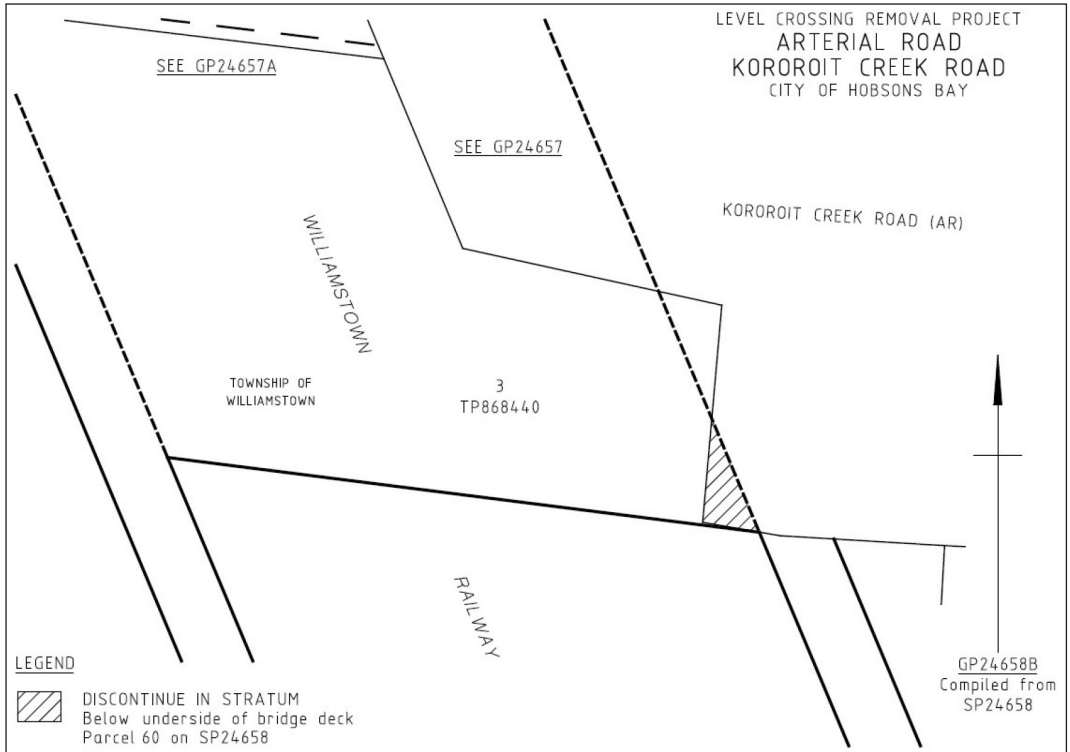 LEVEL CROSSING REMOVAL PROJECT
ARTERIAL ROAD
KOROROIT CREEK ROAD
CITY OF HOBSONS BAY
SEE GP24657A
SEE GP24657
KOROROIT CREEK ROAD (AR)
WILLIAMSTOWN
TOWNSHIP OF
WILLIAMSTOWN
3
TP868440
RAILWAY
LEGEND
DISCONTINUE IN STRATUM
Below underside of bridge deck
Parcel 60 on SP24658
GP24658B
Compiled from
SP24658